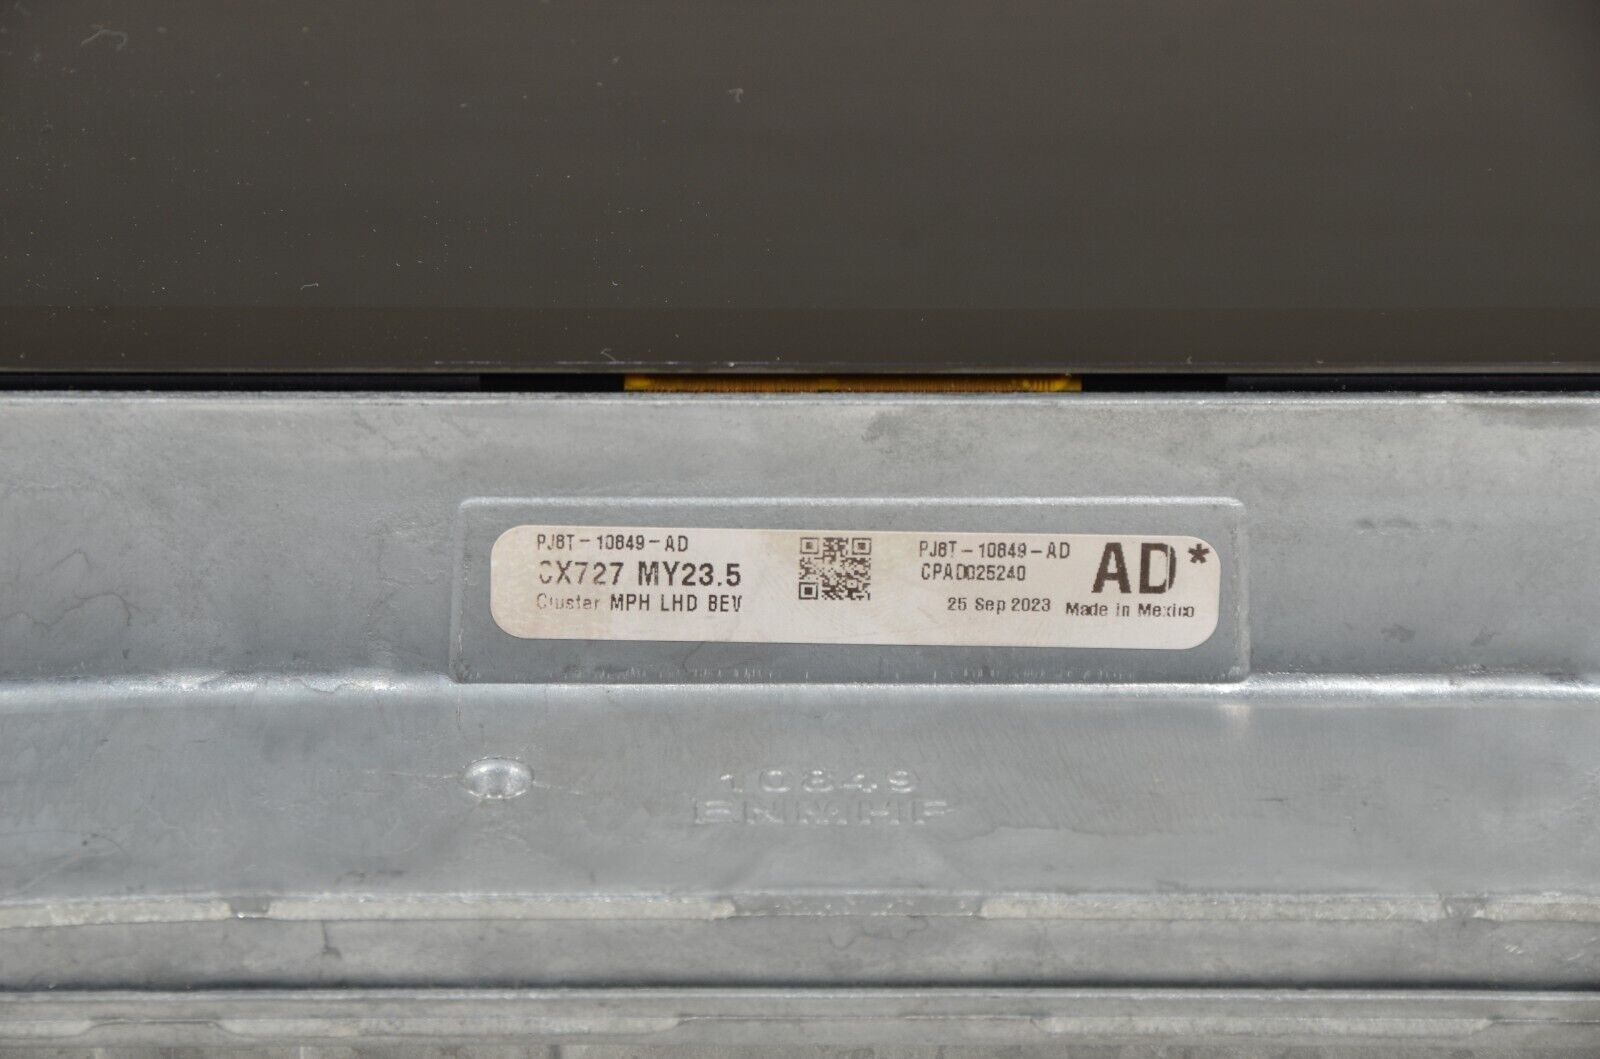 PJ8T-10849-AD
CX727 MY23.5
Cluster MPH LHD BEV
PJ8T-10849-AD
CPAD025240
25 Sep 2023
AD*
Made in Mexico
10849